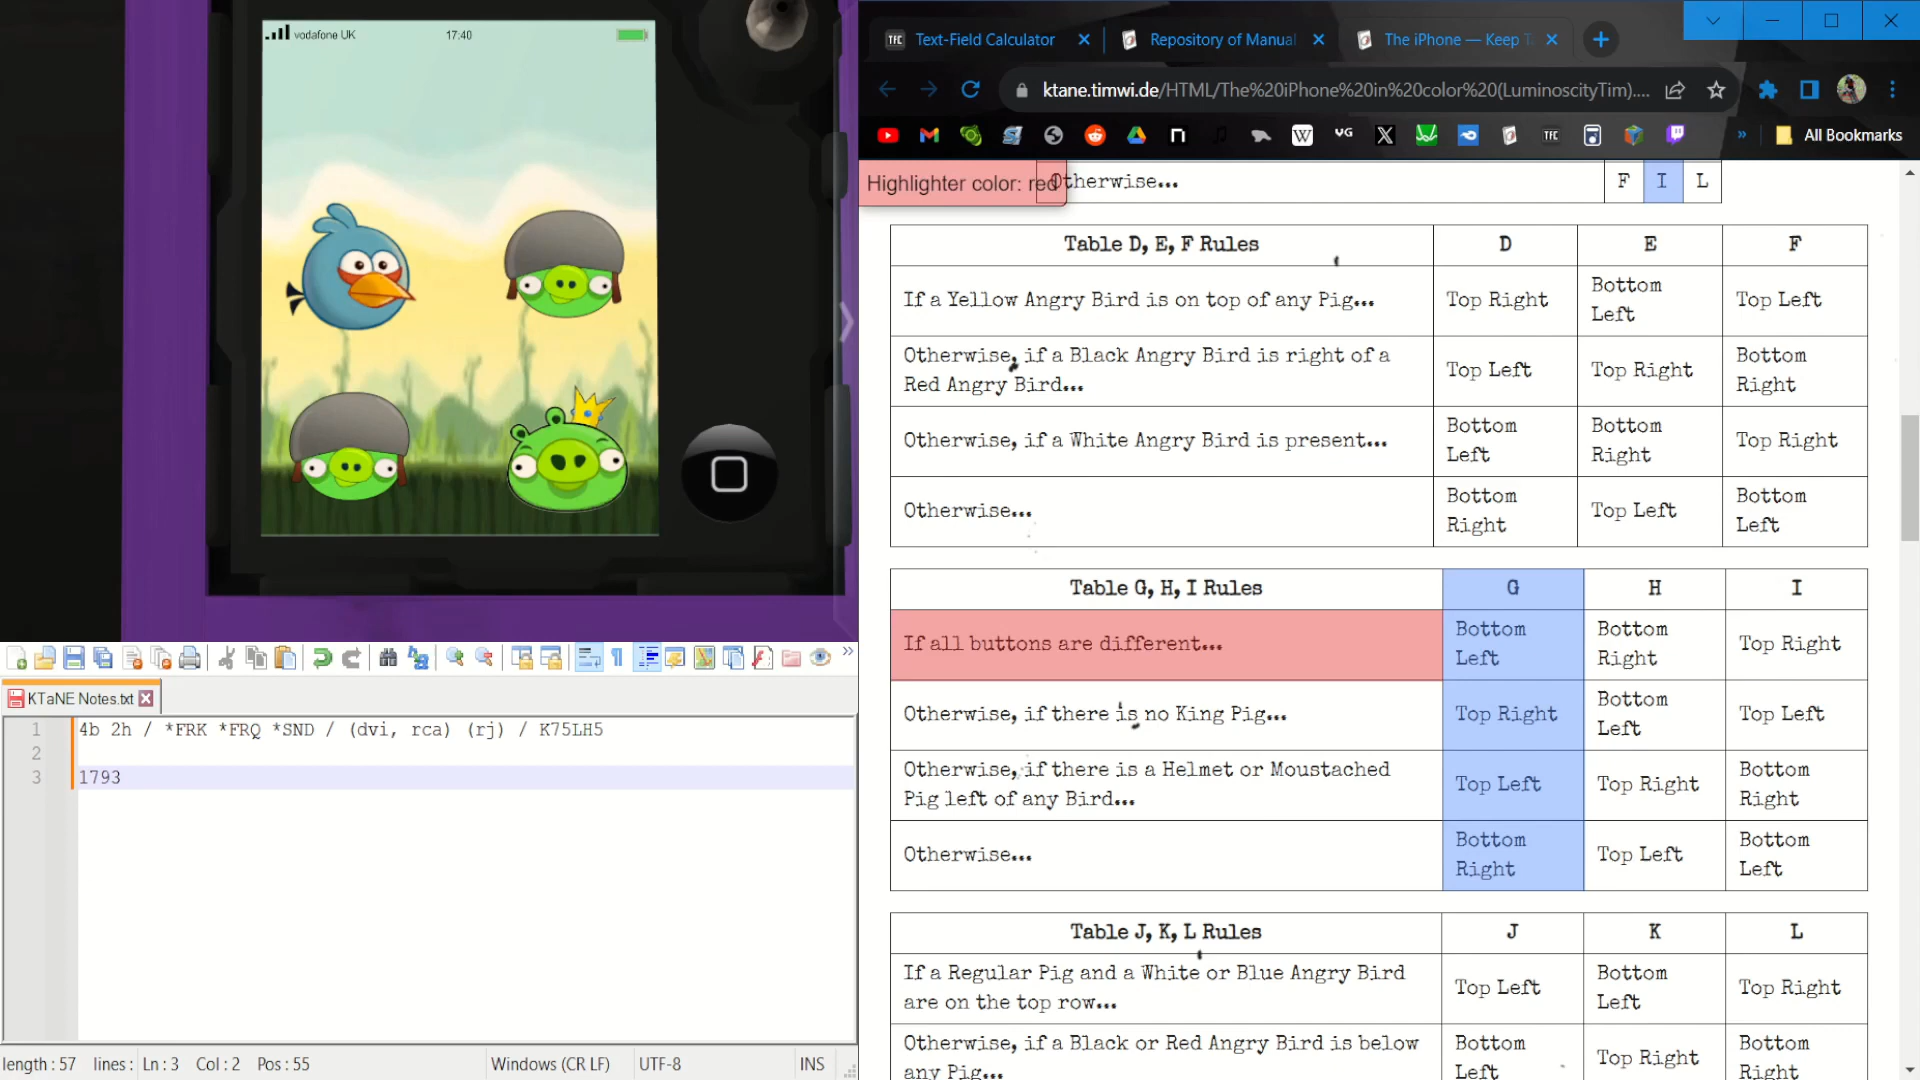 vodafone UK
17:40
Text-Field Calculator
Repository of Manual
The iPhone — Keep T
ktane.timwi.de/HTML/The%20iPhone%20in%20color%20(LuminoscityTim)....
All Bookmarks
Highlighter color: red
Otherwise...
F I L
Table D, E, F Rules D E F
If a Yellow Angry Bird is on top of any Pig... Top Right Bottom Left Top Left
Otherwise, if a Black Angry Bird is right of a Red Angry Bird... Top Left Top Right Bottom Right
Otherwise, if a White Angry Bird is present... Bottom Left Bottom Right Top Right
Otherwise... Bottom Right Top Left Bottom Left
Table G, H, I Rules G H I
If all buttons are different... Bottom Left Bottom Right Top Right
Otherwise, if there is no King Pig... Top Right Bottom Left Top Left
Otherwise, if there is a Helmet or Moustached Pig left of any Bird... Top Left Top Right Bottom Right
Otherwise... Bottom Right Top Left Bottom Left
Table J, K, L Rules J K L
If a Regular Pig and a White or Blue Angry Bird are on the top row... Top Left Bottom Left Top Right
Otherwise, if a Black or Red Angry Bird is below any Pig... Bottom Left Top Right Bottom Right
KTaNE Notes.txt
1 4b 2h / *FRK *FRQ *SND / (dvi, rca) (rj) / K75LH5
2
3 1793
length : 57 lines : Ln : 3 Col : 2 Pos : 55 Windows (CR LF) UTF-8 INS